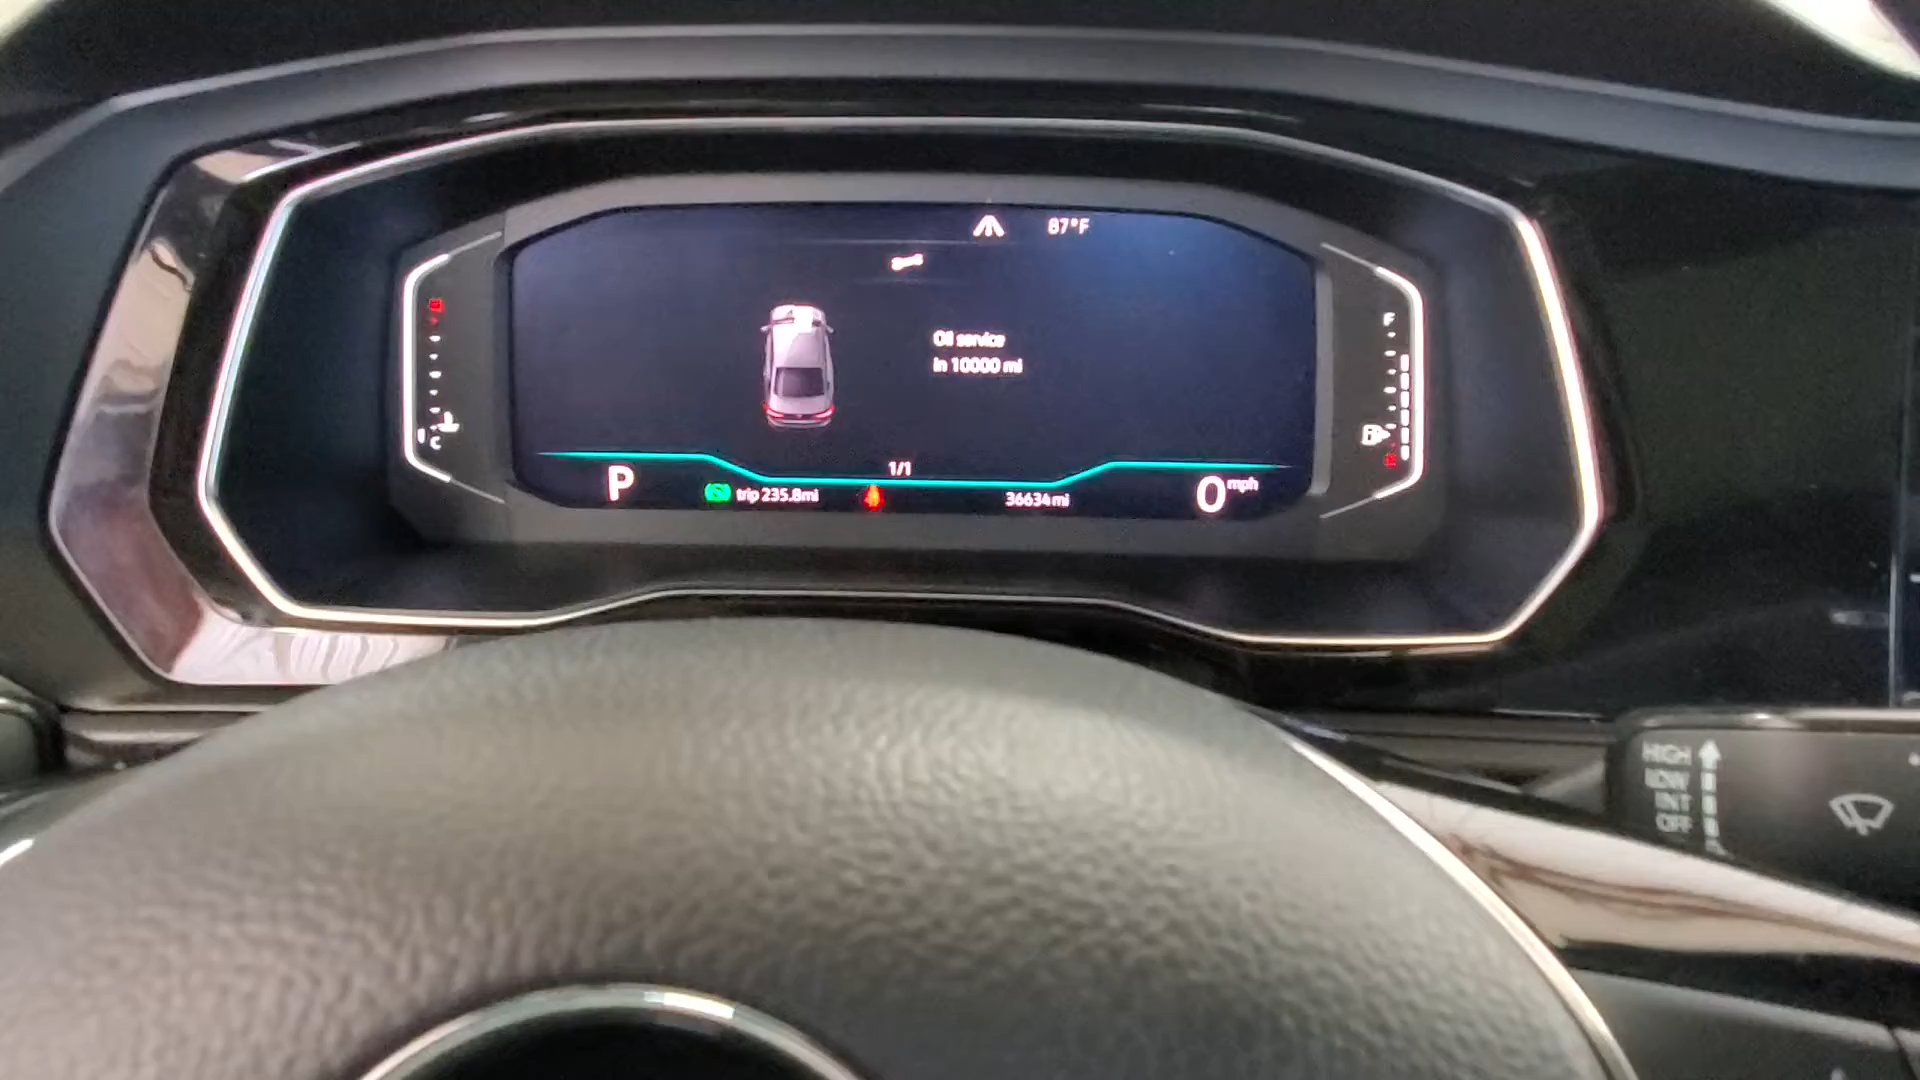 87°F
Oil service
in 10000 mi
F
C
1/1
P
trip 235.8mi
36634mi
0 mph
HIGH
LOW
INT
OFF